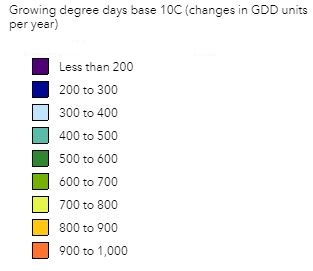 Growing degree days base 10C (changes in GDD units
per year)
Less than 200
200 to 300
300 to 400
400 to 500
500 to 600
600 to 700
700 to 800
800 to 900
900 to 1,000